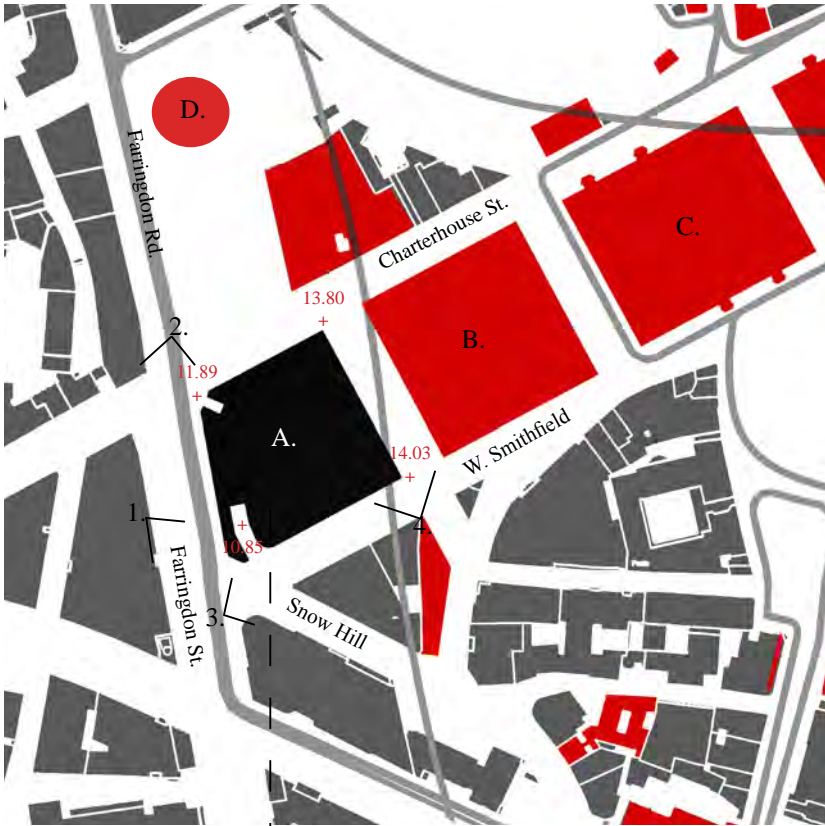 D.
Farringdon Rd.
Charterhouse St.
C.
13.80
2.
B.
11.89
A.
14.03
W. Smithfield
1.
4.
10.85
Farringdon St.
3.
Snow Hill